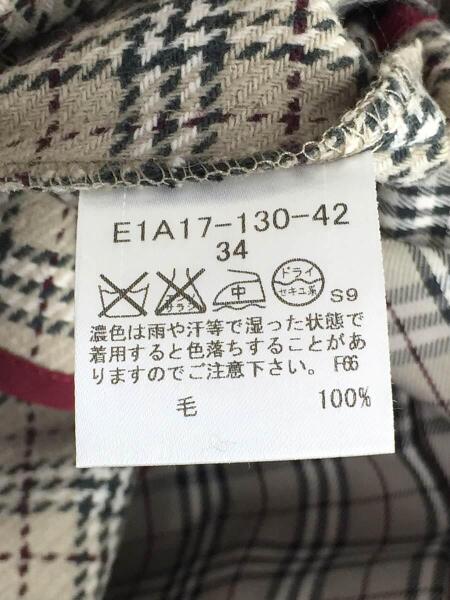 E1A17-130-42
34
中 ドライ セキユ系 S9
濃色は雨や汗等で湿った状態で
着用すると色落ちすることがあ
りますのでご注意下さい。 F66
毛 100%